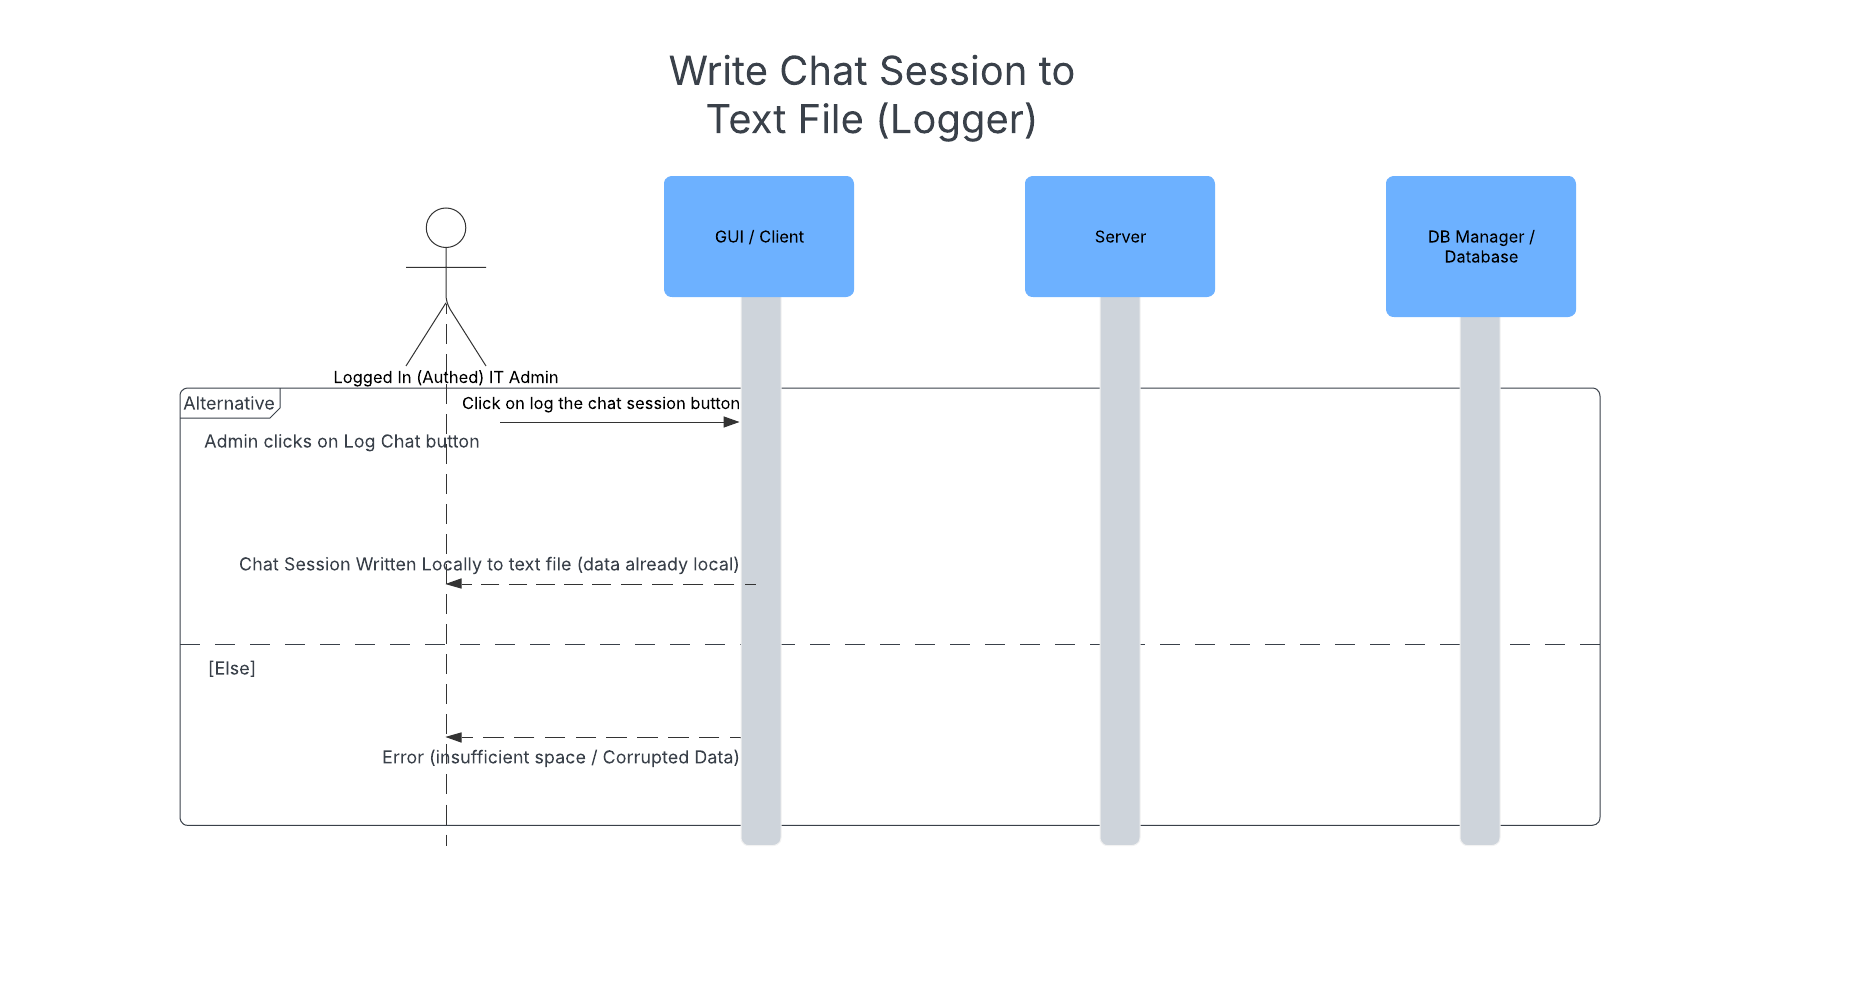 Write Chat Session to
Text File (Logger)
GUI / Client
Server
DB Manager /
Database
Logged In (Authed) IT Admin
Alternative
Click on log the chat session button
Admin clicks on Log Chat button
Chat Session Written Locally to text file (data already local)
[Else]
Error (insufficient space / Corrupted Data)